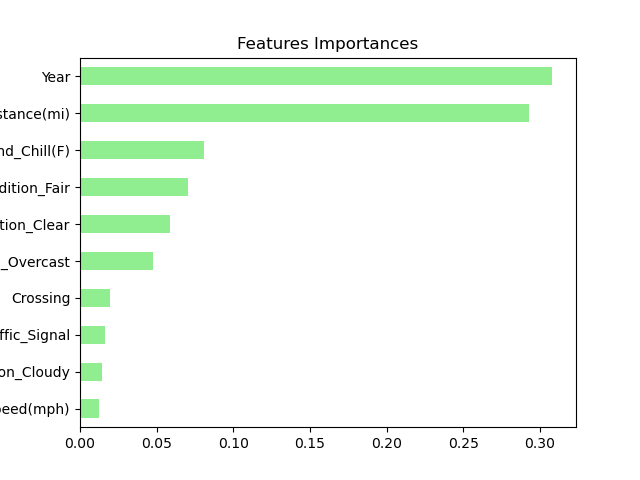 Features Importances
Year
stance(mi)
nd_Chill(F)
dition_Fair
tion_Clear
_Overcast
Crossing
ffic_Signal
on_Cloudy
peed(mph)
0.00 0.05 0.10 0.15 0.20 0.25 0.30